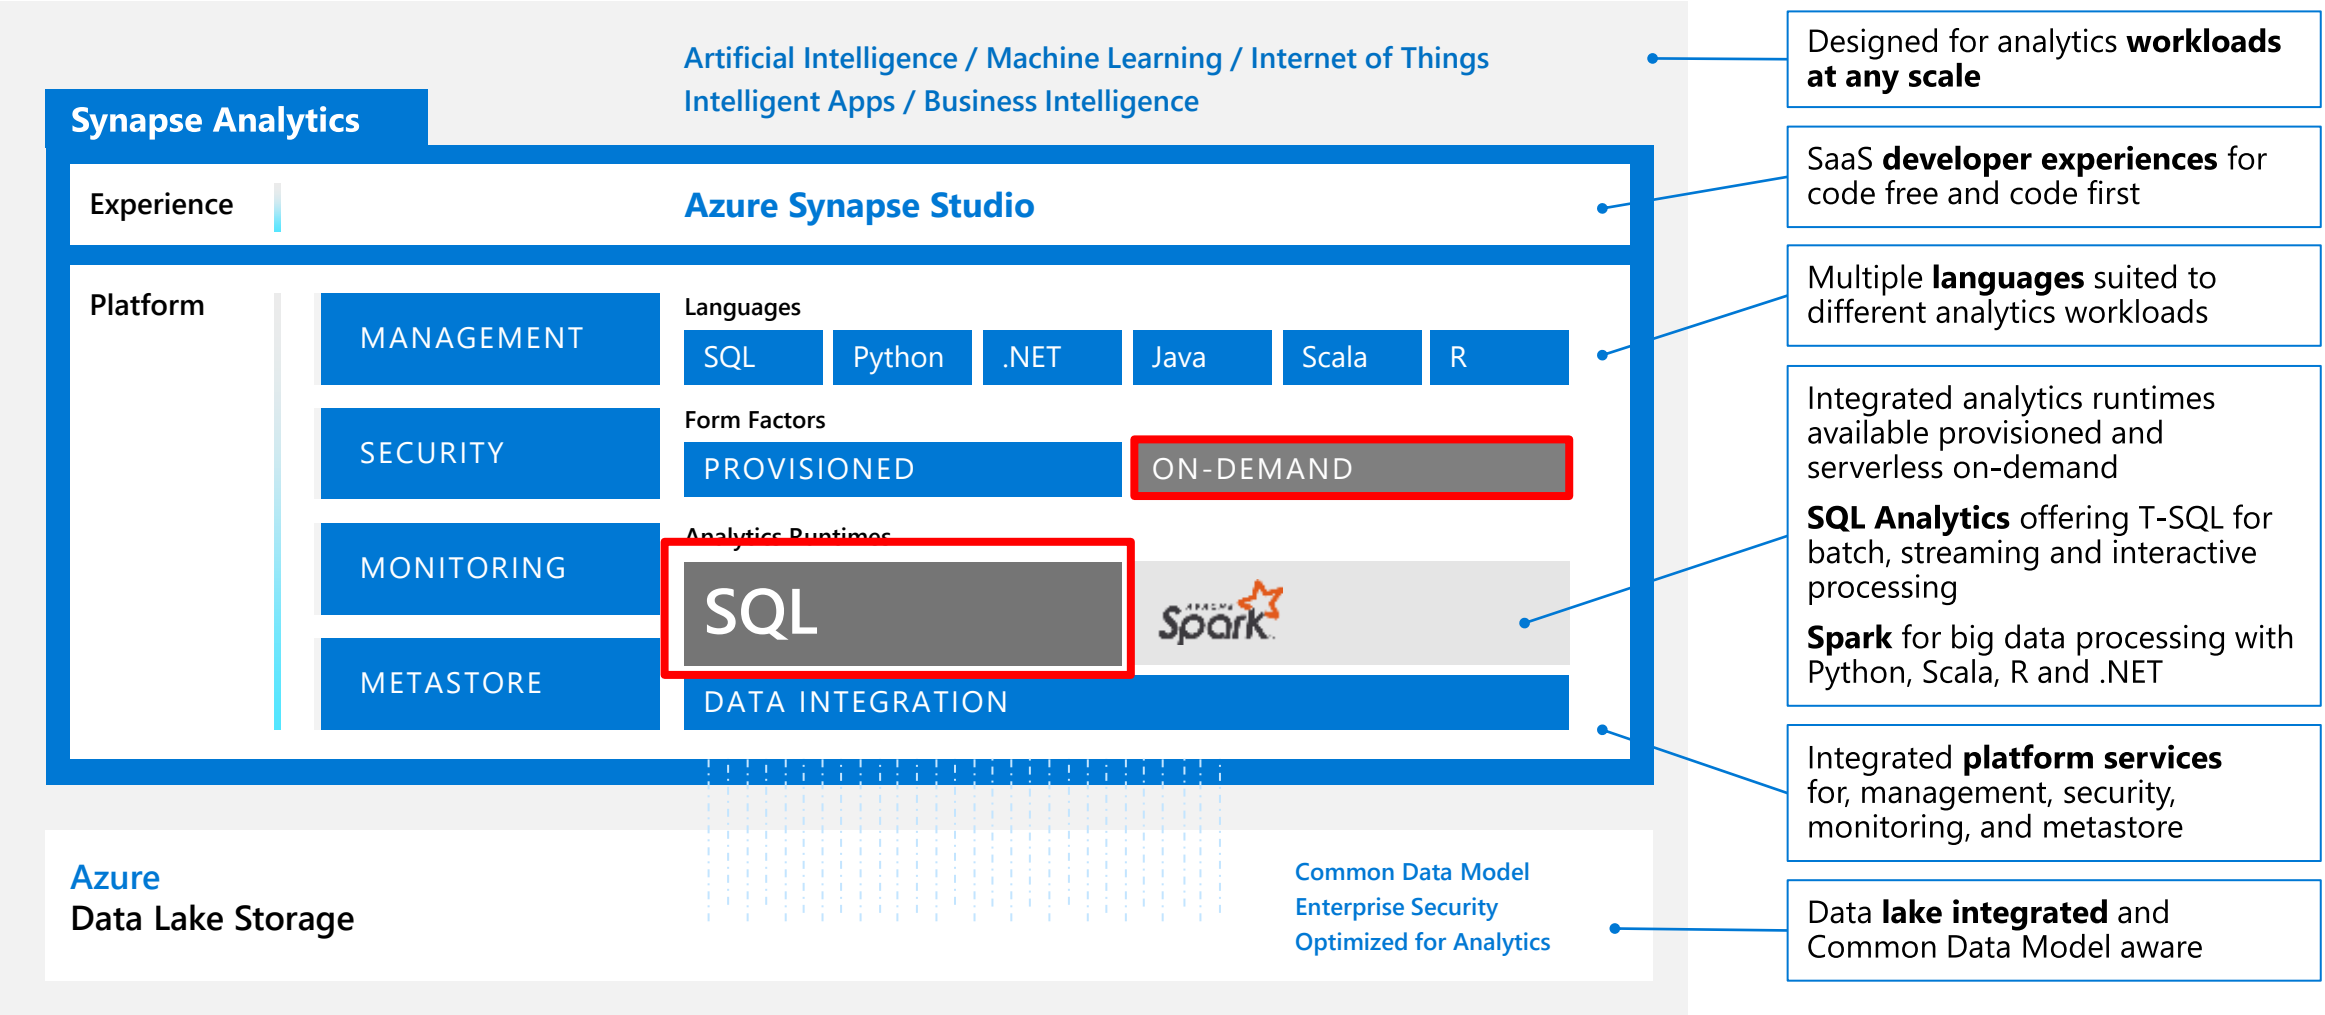 Artificial Intelligence / Machine Learning / Internet of Things
Intelligent Apps / Business Intelligence
Synapse Analytics
Experience
Azure Synapse Studio
Platform
MANAGEMENT
SECURITY
MONITORING
METASTORE
Languages
SQL
Python
.NET
Java
Scala
R
Form Factors
PROVISIONED
ON-DEMAND
Analytics Runtimes
SQL
APACHE
Spark
DATA INTEGRATION
Azure
Data Lake Storage
Common Data Model
Enterprise Security
Optimized for Analytics
Designed for analytics workloads
at any scale
SaaS developer experiences for
code free and code first
Multiple languages suited to
different analytics workloads
Integrated analytics runtimes
available provisioned and
serverless on-demand
SQL Analytics offering T-SQL for
batch, streaming and interactive
processing
Spark for big data processing with
Python, Scala, R and .NET
Integrated platform services
for, management, security,
monitoring, and metastore
Data lake integrated and
Common Data Model aware